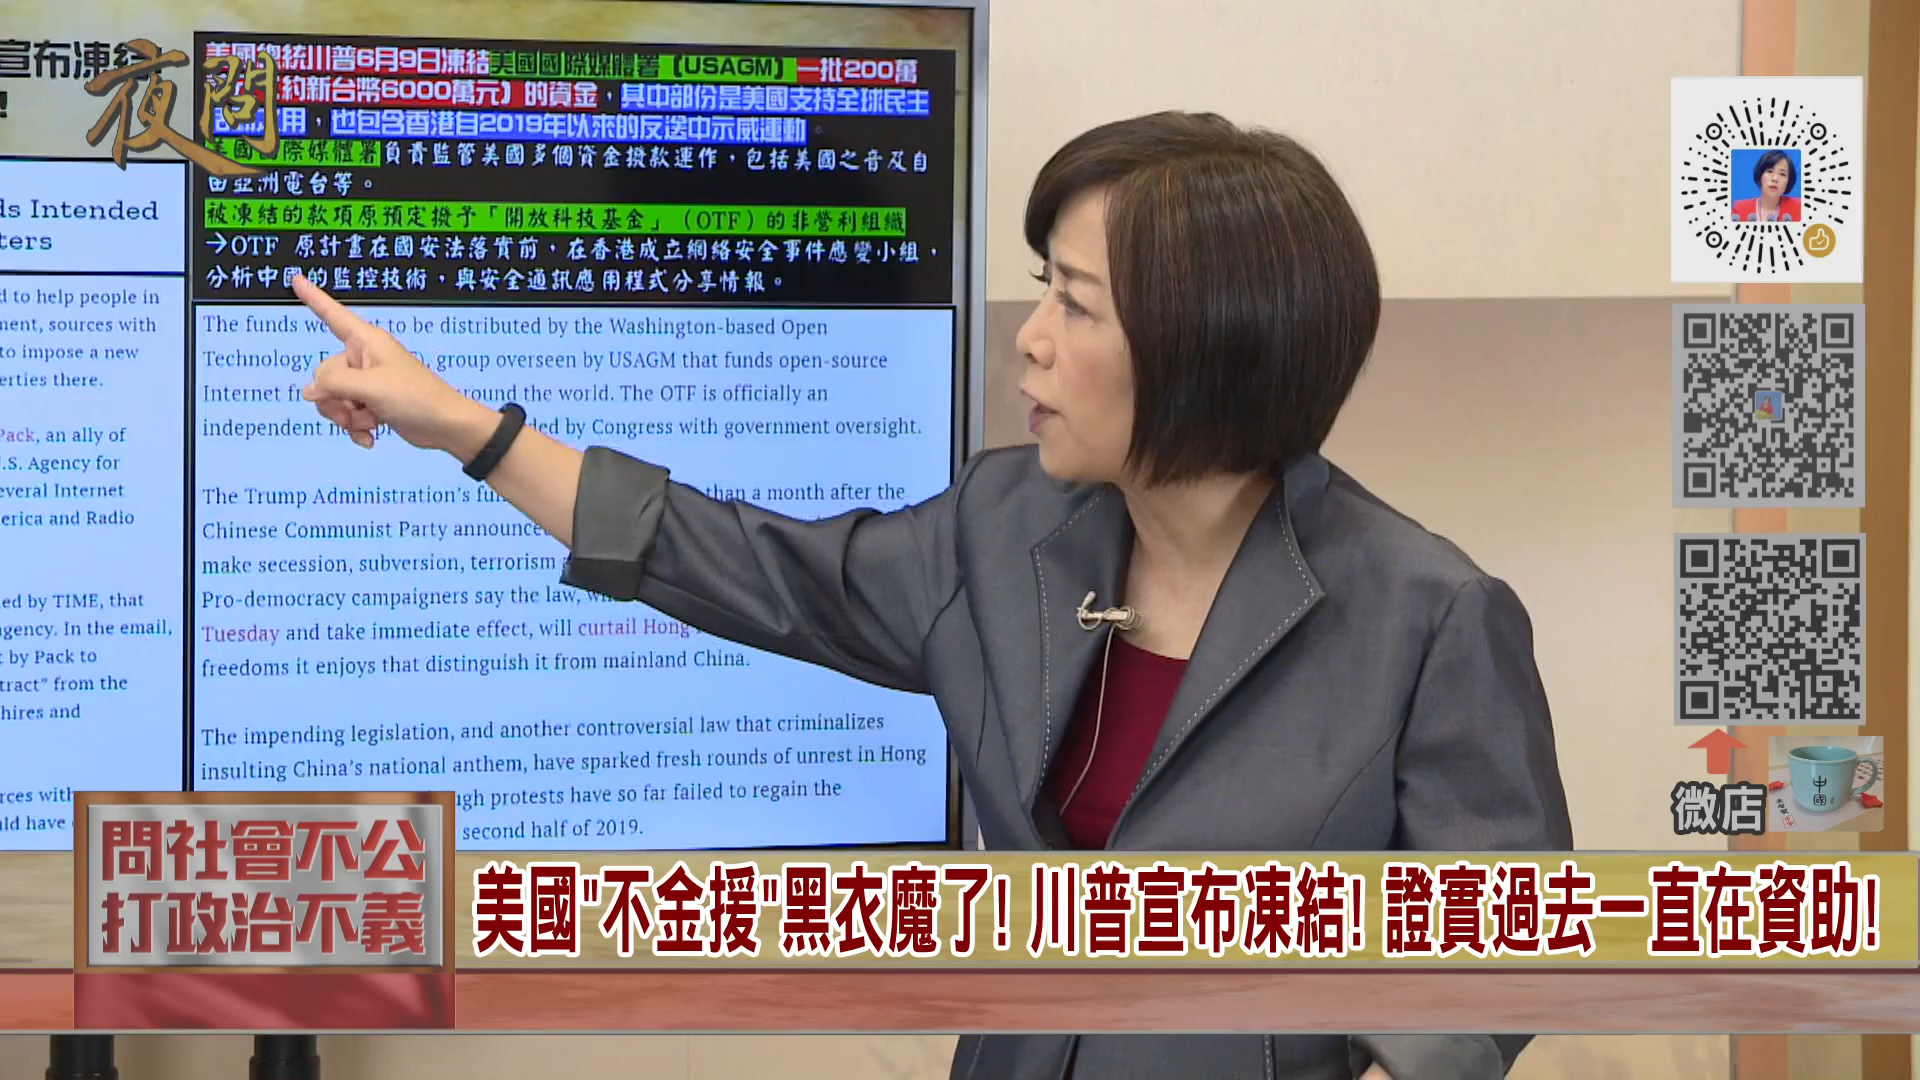 宣布凍結!
!
夜問
美國總統川普6月9日凍結美國國際媒體署（USAGM）一批200萬
約新台幣6000萬元）的資金，其中部份是美國支持全球民主
用，也包含香港自2019年以來的反送中示威運動。
美國國際媒體署負責監管美國多個資金撥款運作，包括美國之音及自
由亞洲電台等。
被凍結的款項原預定撥予「開放科技基金」（OTF）的非營利組織
→OTF 原計畫在國安法落實前，在香港成立網絡安全事件應變小組，
分析中國的監控技術，與安全通訊應用程式分享情報。
ds Intended
ters
d to help people in
ment, sources with
to impose a new
erties there.
Pack, an ally of
U.S. Agency for
everal Internet
erica and Radio
ed by TIME, that
agency. In the email,
t by Pack to
tract" from the
hires and
rces with
ld have
The funds we to be distributed by the Washington-based Open
Technology F group overseen by USAGM that funds open-source
Internet fr round the world. The OTF is officially an
independent ded by Congress with government oversight.
The Trump Administration's fun than a month after the
Chinese Communist Party announced
make secession, subversion, terrorism
Pro-democracy campaigners say the law,
Tuesday and take immediate effect, will curtail Hong
freedoms it enjoys that distinguish it from mainland China.
The impending legislation, and another controversial law that criminalizes
insulting China's national anthem, have sparked fresh rounds of unrest in Hong
gh protests have so far failed to regain the
second half of 2019.
微店
中國
問社會不公
打政治不義
美國"不金援"黑衣魔了! 川普宣布凍結! 證實過去一直在資助!